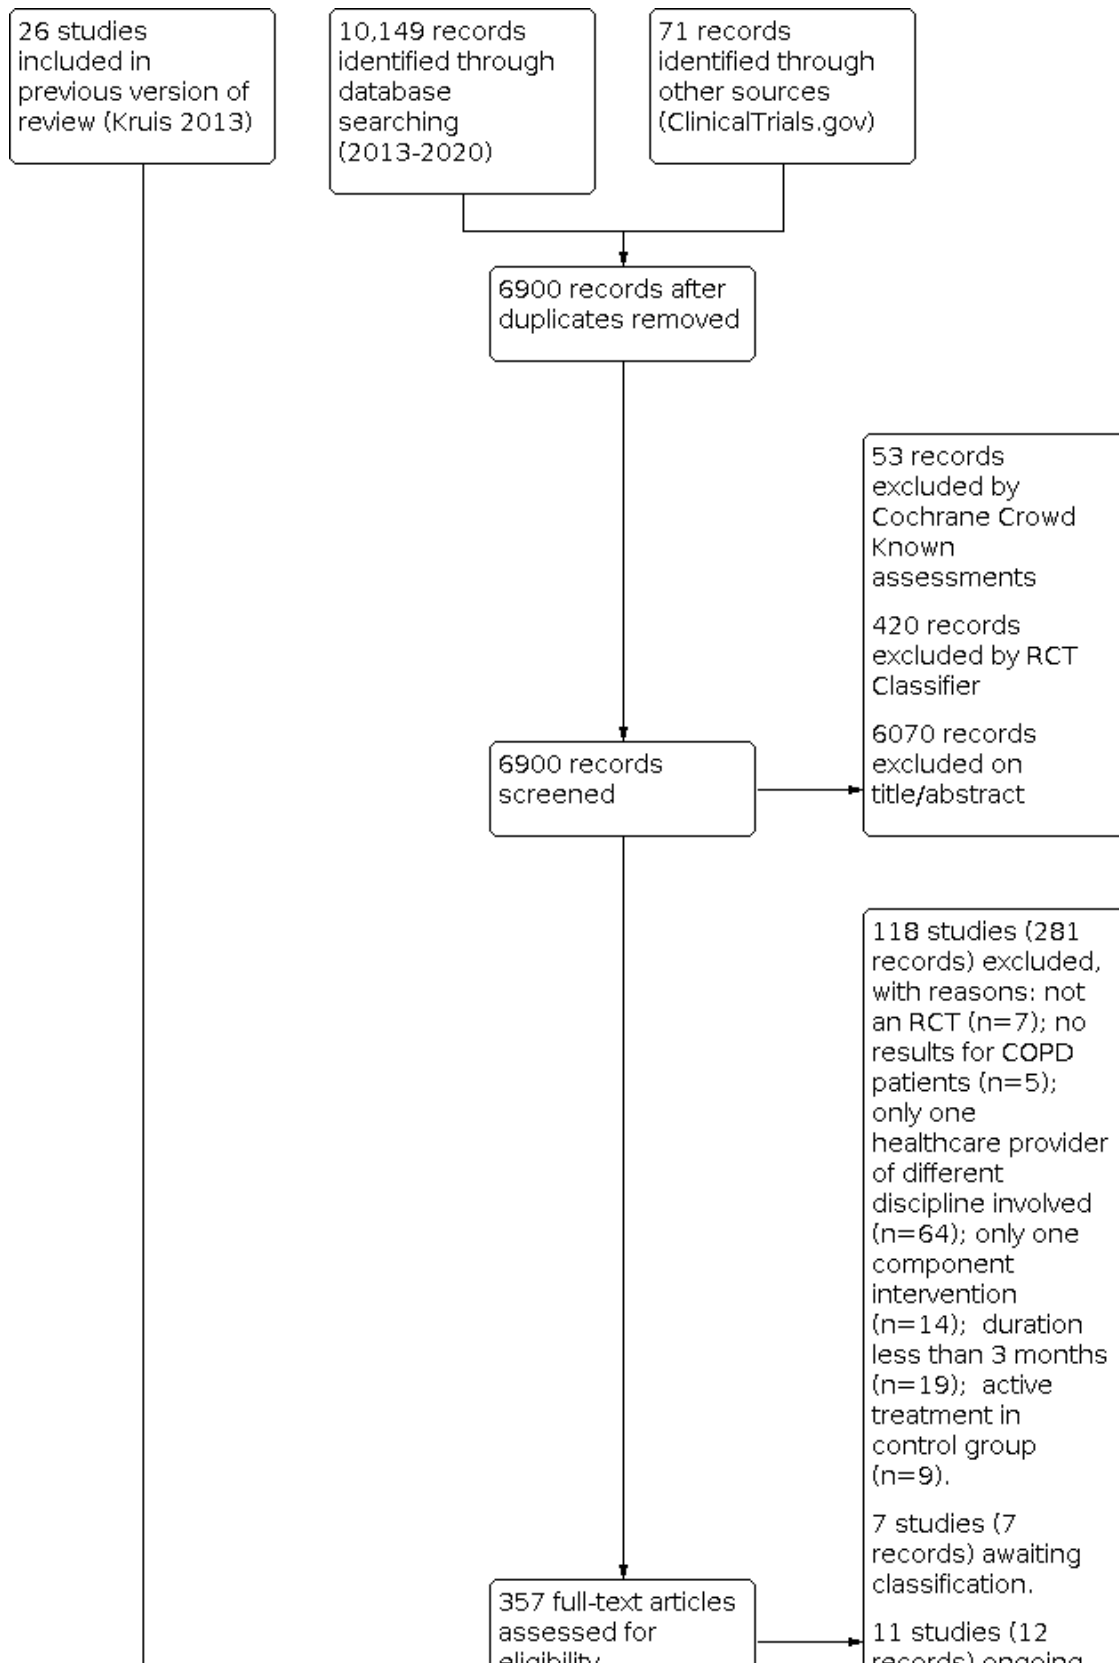 26 studies
included in
previous version of
review (Kruis 2013)
10,149 records
identified through
database
searching
(2013-2020)
71 records
identified through
other sources
(ClinicalTrials.gov)
6900 records after
duplicates removed
53 records
excluded by
Cochrane Crowd
Known
assessments
420 records
excluded by RCT
Classifier
6070 records
excluded on
title/abstract
6900 records
screened
118 studies (281
records) excluded,
with reasons: not
an RCT (n=7); no
results for COPD
patients (n=5);
only one
healthcare provider
of different
discipline involved
(n=64); only one
component
intervention
(n=14);  duration
less than 3 months
(n=19);  active
treatment in
control group
(n=9).
7 studies (7
records) awaiting
classification.
357 full-text articles
assessed for
eligibility
11 studies (12
records) ongoing